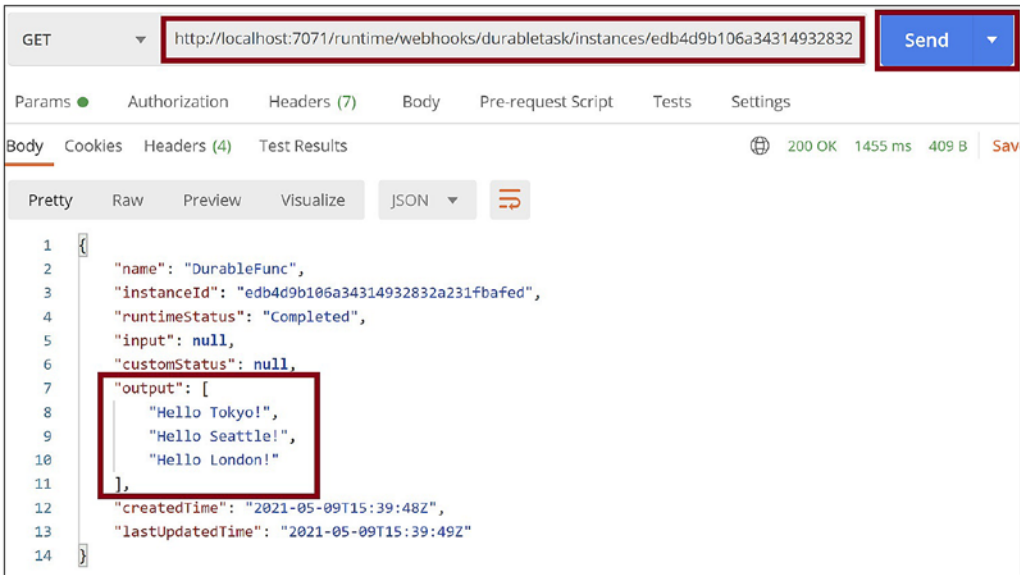 GET http://localhost:7071/runtime/webhooks/durabletask/instances/edb4d9b106a34314932832 Send
Params Authorization Headers (7) Body Pre-request Script Tests Settings
Body Cookies Headers (4) Test Results 200 OK 1455 ms 409 B Sav
Pretty Raw Preview Visualize JSON
1 {
2 "name": "DurableFunc",
3 "instanceId": "edb4d9b106a34314932832a231fbafed",
4 "runtimeStatus": "Completed",
5 "input": null,
6 "customStatus": null,
7 "output": [
8 "Hello Tokyo!",
9 "Hello Seattle!",
10 "Hello London!"
11 ],
12 "createdTime": "2021-05-09T15:39:48Z",
13 "lastUpdatedTime": "2021-05-09T15:39:49Z"
14 }